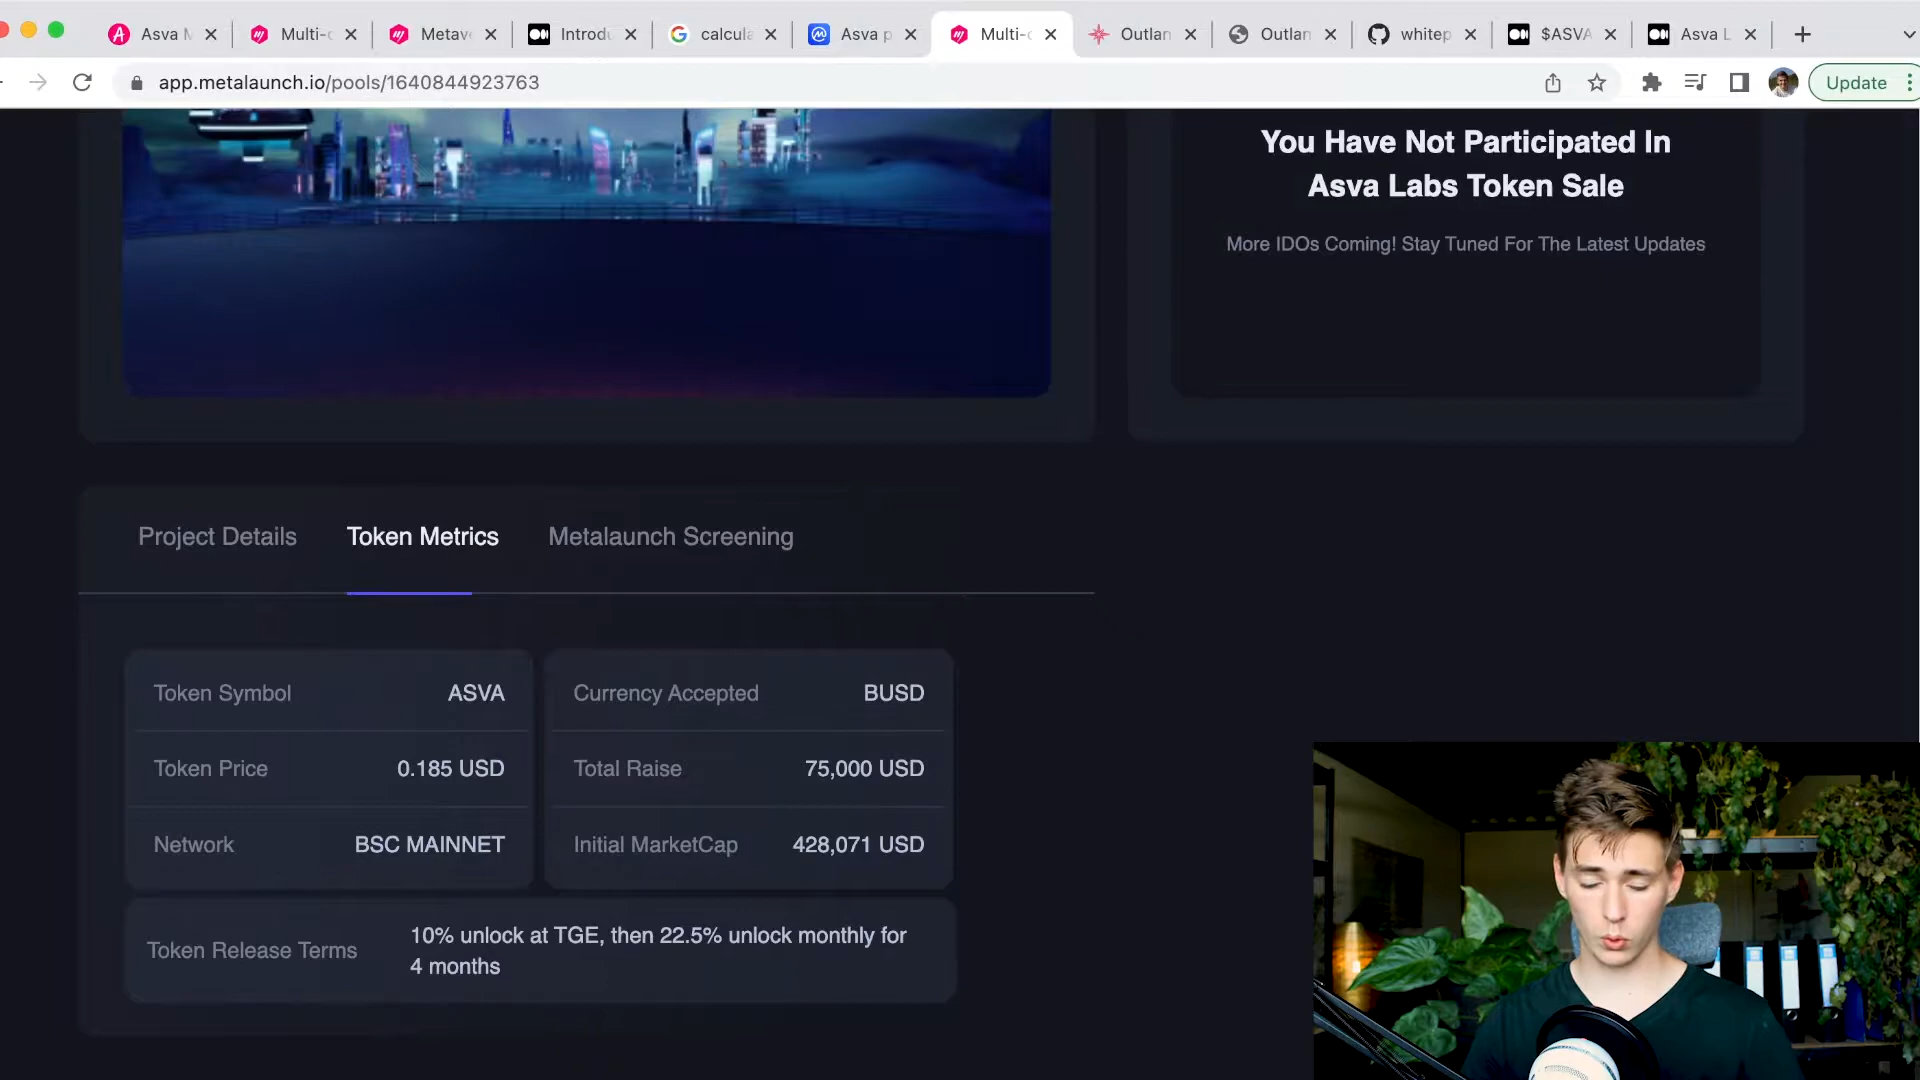 Asva M
Multi-c
Metave
Introdu
calcula
Asva p
Multi-c
Outlan
Outlan
whitep
$ASVA
Asva L
app.metalaunch.io/pools/1640844923763
Update
You Have Not Participated In
Asva Labs Token Sale
More IDOs Coming! Stay Tuned For The Latest Updates
Project Details
Token Metrics
Metalaunch Screening
Token Symbol
ASVA
Currency Accepted
BUSD
Token Price
0.185 USD
Total Raise
75,000 USD
Network
BSC MAINNET
Initial MarketCap
428,071 USD
Token Release Terms
10% unlock at TGE, then 22.5% unlock monthly for
4 months